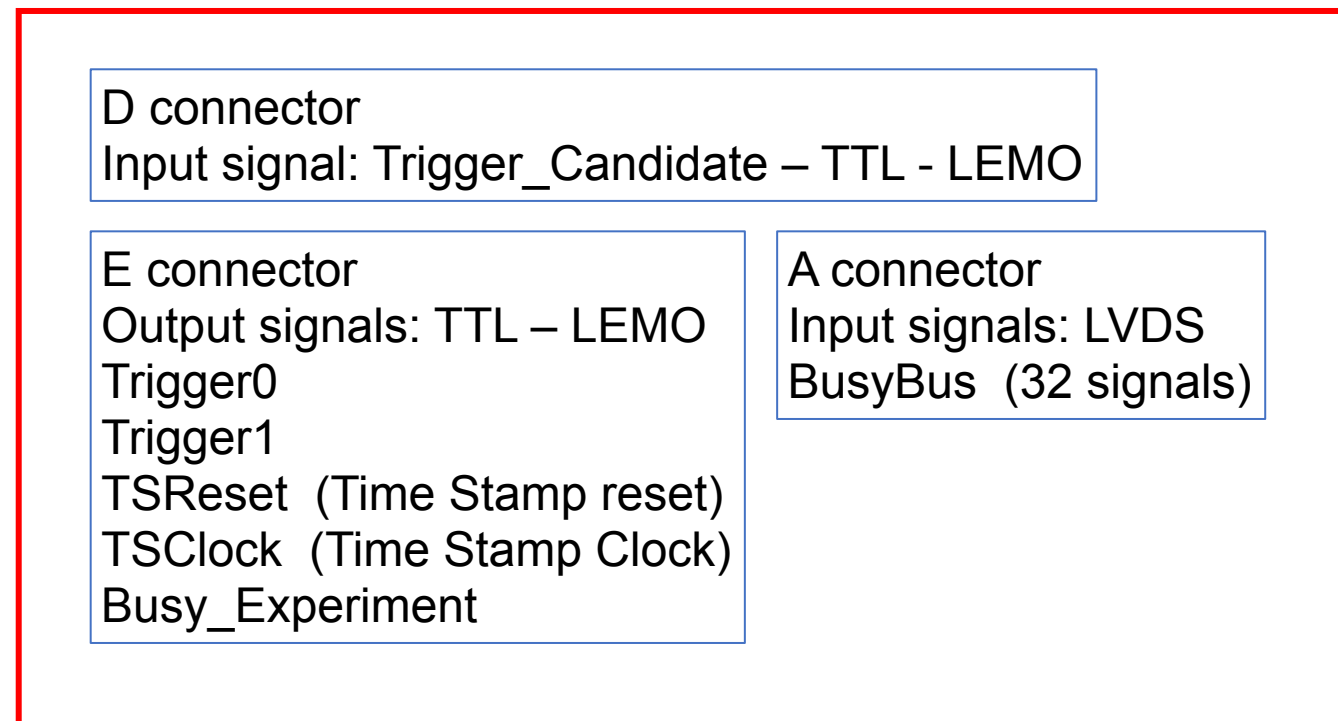 D connector
Input signal: Trigger_Candidate – TTL - LEMO
E connector
Output signals: TTL – LEMO
Trigger0
Trigger1
TSReset  (Time Stamp reset)
TSClock  (Time Stamp Clock)
Busy_Experiment
A connector
Input signals: LVDS
BusyBus  (32 signals)